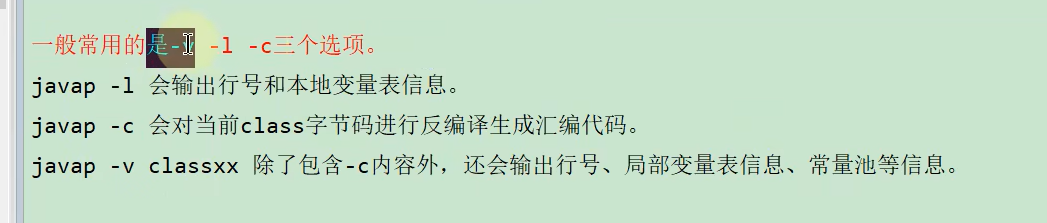 一般常用的是-v -l -c三个选项。
javap -l 会输出行号和本地变量表信息。
javap -c 会对当前class字节码进行反编译生成汇编代码。
javap -v classxx 除了包含-c内容外，还会输出行号、局部变量表信息、常量池等信息。